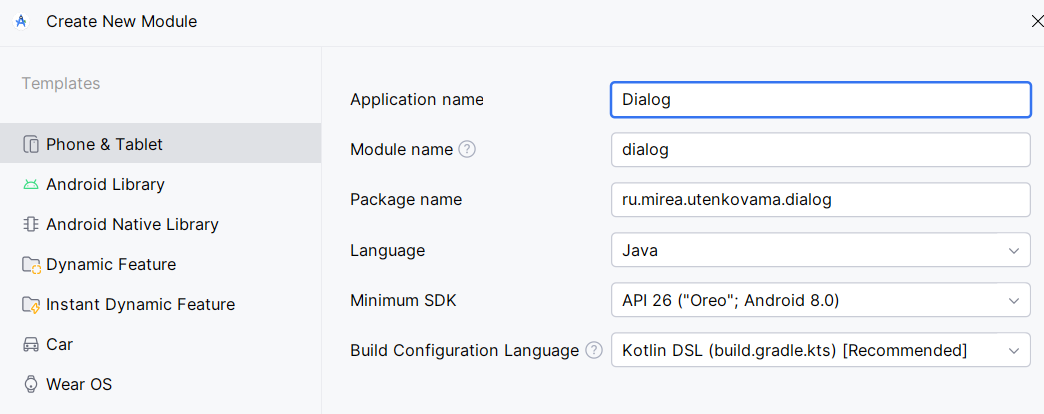 Create New Module
Templates
Phone & Tablet
Android Library
Android Native Library
Dynamic Feature
Instant Dynamic Feature
Car
Wear OS
Application name Dialog
Module name dialog
Package name ru.mirea.utenkovama.dialog
Language Java
Minimum SDK API 26 ("Oreo"; Android 8.0)
Build Configuration Language Kotlin DSL (build.gradle.kts) [Recommended]